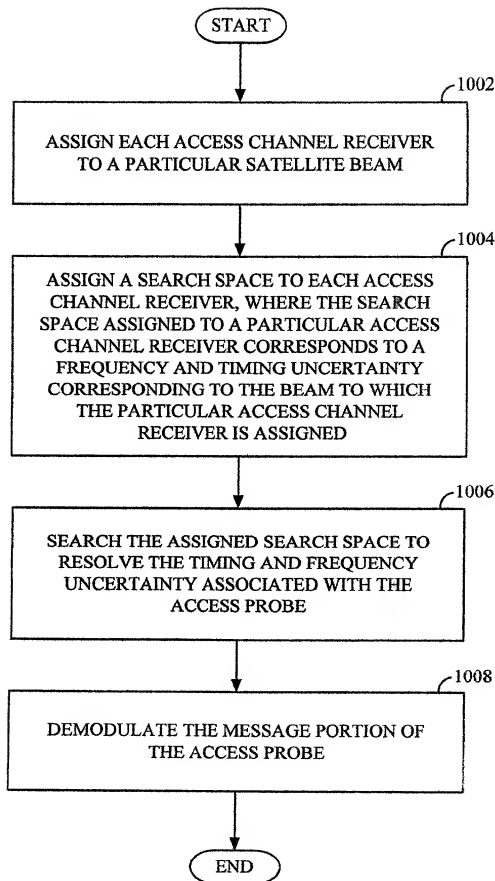 START
1002
ASSIGN EACH ACCESS CHANNEL RECEIVER
TO A PARTICULAR SATELLITE BEAM
1004
ASSIGN A SEARCH SPACE TO EACH ACCESS
CHANNEL RECEIVER, WHERE THE SEARCH
SPACE ASSIGNED TO A PARTICULAR ACCESS
CHANNEL RECEIVER CORRESPONDS TO A
FREQUENCY AND TIMING UNCERTAINTY
CORRESPONDING TO THE BEAM TO WHICH
THE PARTICULAR ACCESS CHANNEL
RECEIVER IS ASSIGNED
1006
SEARCH THE ASSIGNED SEARCH SPACE TO
RESOLVE THE TIMING AND FREQUENCY
UNCERTAINTY ASSOCIATED WITH THE
ACCESS PROBE
1008
DEMODULATE THE MESSAGE PORTION OF
THE ACCESS PROBE
END